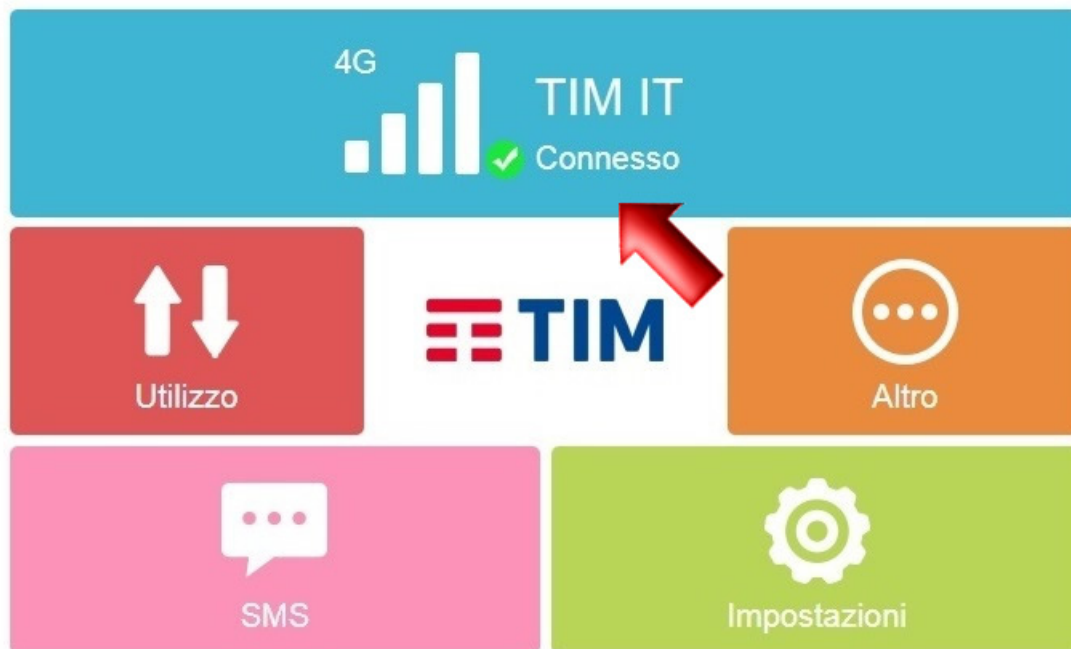 4G
TIM IT
Connesso
Utilizzo
TIM
Altro
SMS
Impostazioni